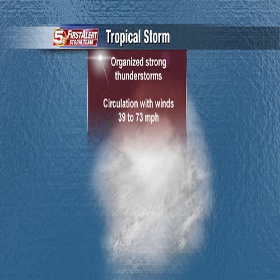 5 FIRST ALERT Tropical Storm
STORM TEAM
Organized strong
thunderstorms
Circulation with winds
39 to 73 mph